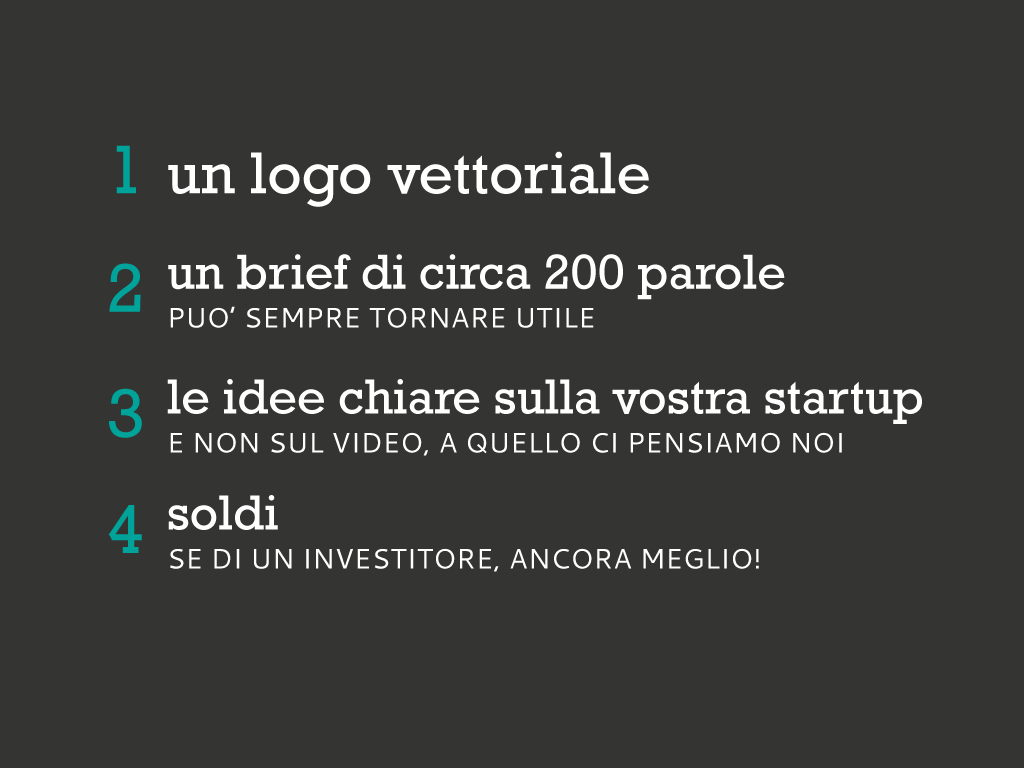 1 un logo vettoriale
2 un brief di circa 200 parole
PUO’ SEMPRE TORNARE UTILE
3 le idee chiare sulla vostra startup
E NON SUL VIDEO, A QUELLO CI PENSIAMO NOI
4 soldi
SE DI UN INVESTITORE, ANCORA MEGLIO!